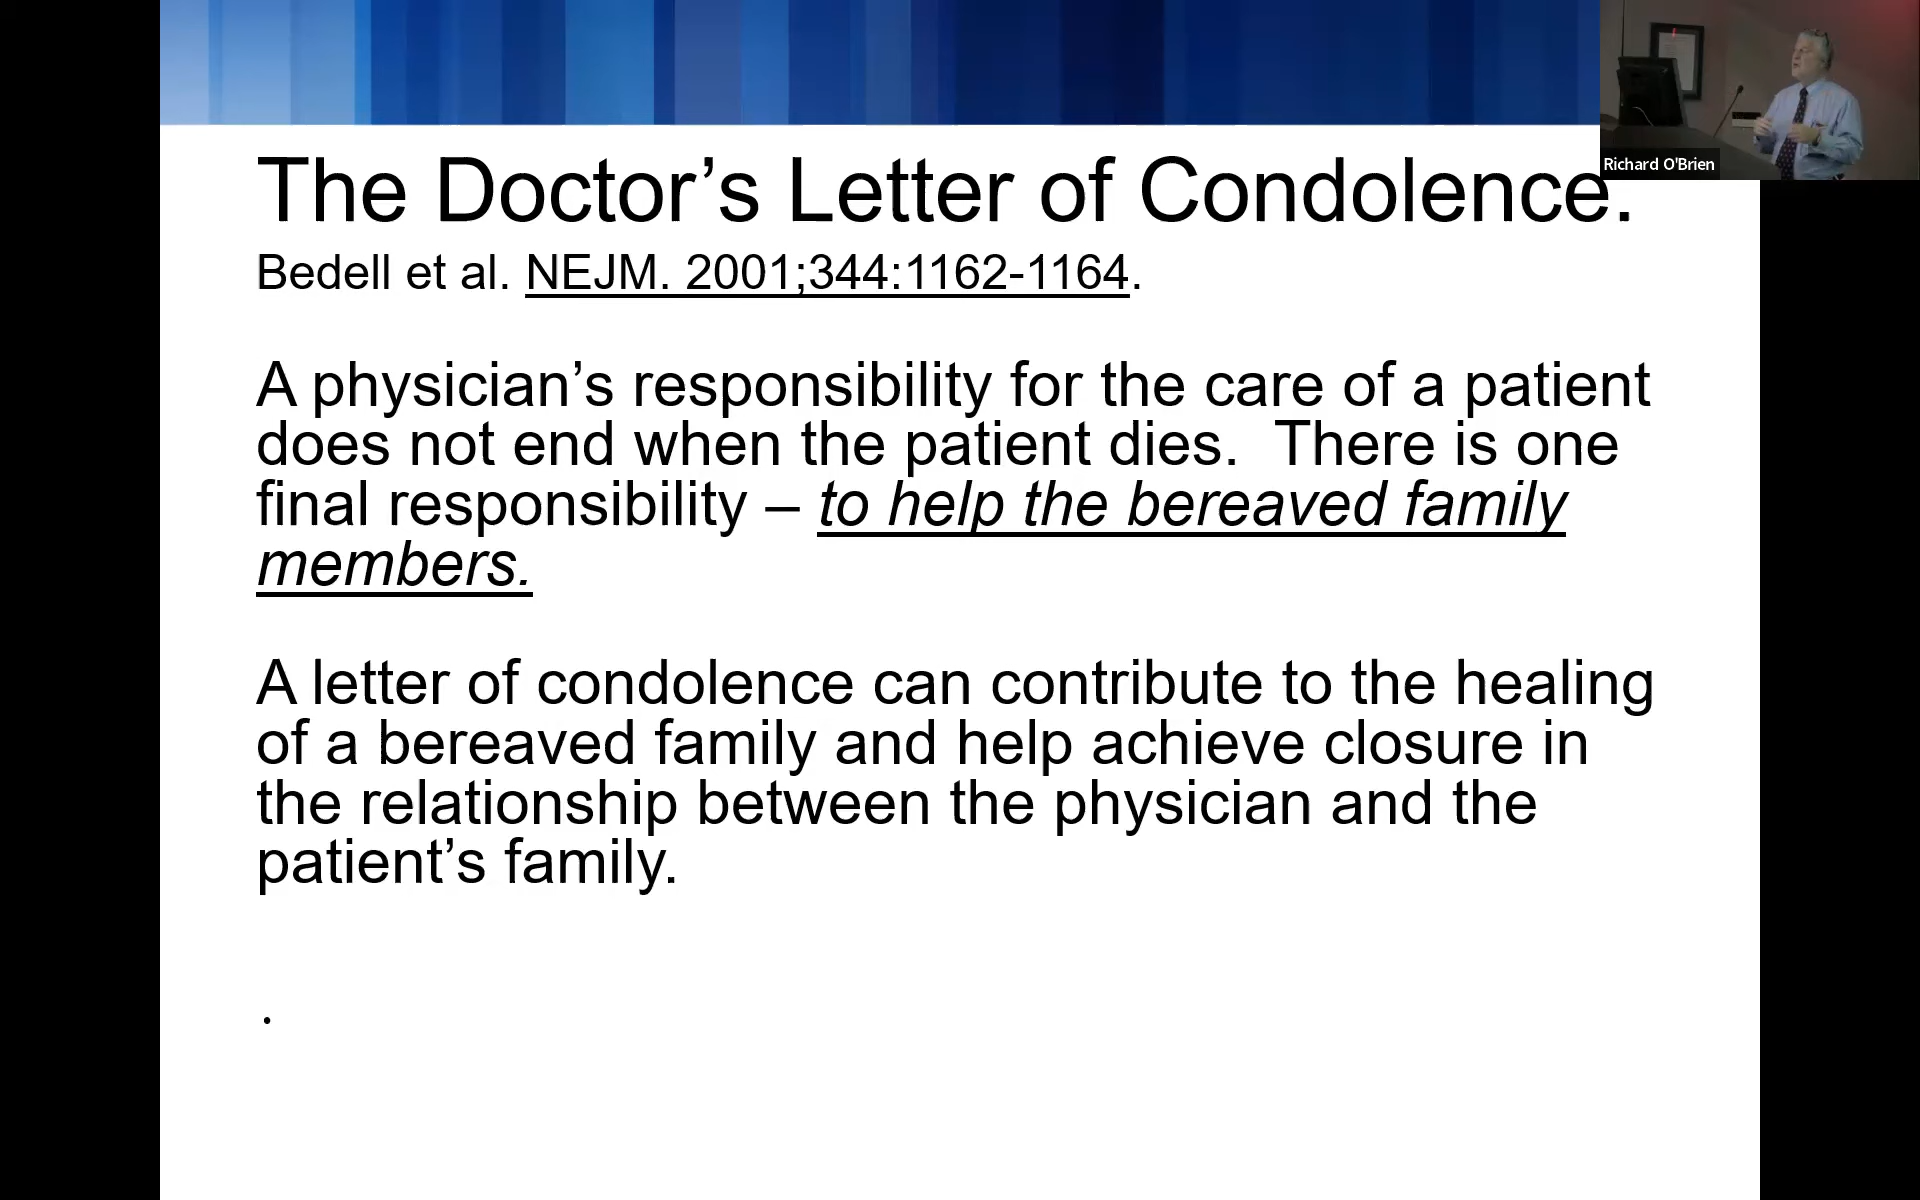 The Doctor’s Letter of Condolence.
Richard O'Brien
Bedell et al. NEJM. 2001;344:1162-1164.
A physician’s responsibility for the care of a patient
does not end when the patient dies.  There is one
final responsibility – to help the bereaved family
members.
A letter of condolence can contribute to the healing
of a bereaved family and help achieve closure in
the relationship between the physician and the
patient’s family.
.